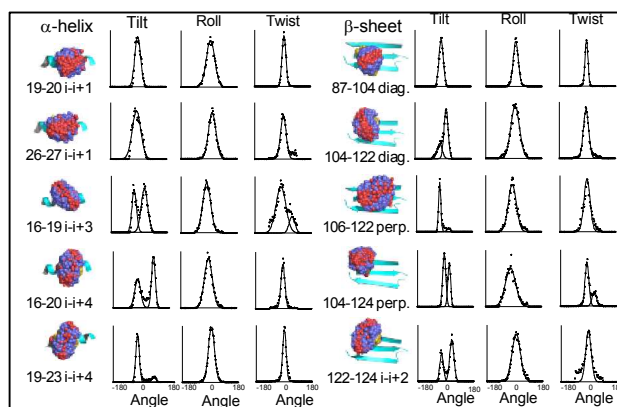 α-helix Tilt Roll Twist β-sheet Tilt Roll Twist
19-20 i-i+1 87-104 diag.
26-27 i-i+1 104-122 diag.
16-19 i-i+3 106-122 perp.
16-20 i-i+4 104-124 perp.
19-23 i-i+4 122-124 i-i+2
-180 0 180 -180 0 180 -180 0 180 -180 0 180 -180 0 180 -180 0 180
Angle Angle Angle Angle Angle Angle